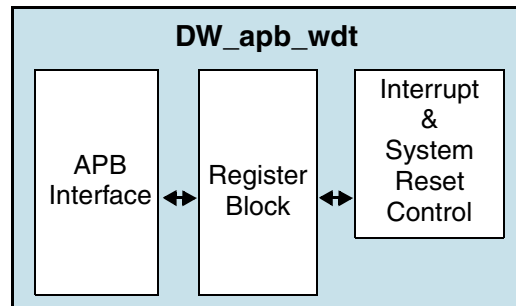 DW_apb_wdt
APB
Interface
Register
Block
Interrupt
&
System
Reset
Control